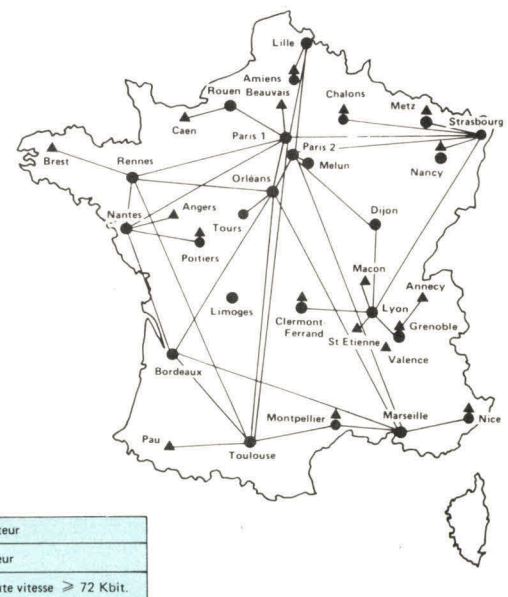 Lille
Amiens
Beauvais
Rouen
Chalons
Metz
Strasbourg
Caen
Paris 1
Paris 2
Nancy
Brest
Rennes
Melun
Orléans
Nantes
Angers
Tours
Dijon
Poitiers
Macon
Annecy
Limoges
Clermont-
Ferrand
Lyon
Grenoble
St Etienne
Valence
Bordeaux
Montpellier
Marseille
Nice
Pau
Toulouse
teur
eur
ute vitesse ⩾ 72 Kbit.